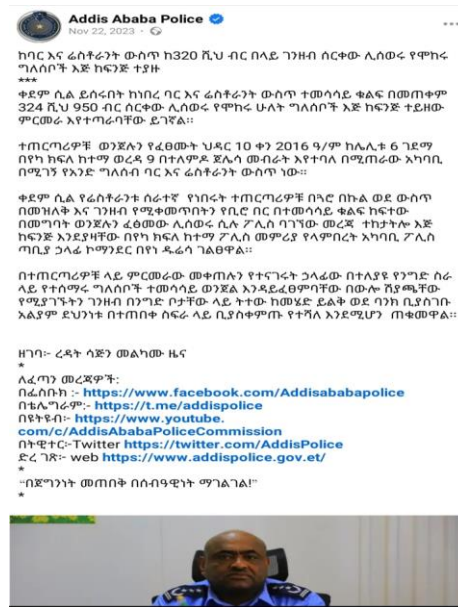 Addis Ababa Police
Nov 22, 2023 ·
ከባር እና ሬስቶራንት ውስጥ ከ320 ሺህ ብር በላይ ገንዘብ ሰርቀው ሊሰወሩ የሞከሩ
ግለሰቦች እጅ ከፍንጅ ተያዙ
***
ቀደም ሲል ይሰሩበት ከነበረ ባር እና ሬስቶራንት ውስጥ ተመሳሳይ ቁልፍ በመጠቀም
324 ሺህ 950 ብር ሰርቀው ሊሰወሩ የሞከሩ ሁለት ግለሰቦች እጅ ከፍንጅ ተይዘው
ምርመራ እየተጣራባቸው ይገኛል፡፡
ተጠርጣሪዎቹ ወንጀሉን የፈፀሙት ህዳር 10 ቀን 2016 ዓ/ም ከሌሊቱ 6 ገደማ
በየካ ክፍለ ከተማ ወረዳ 9 በተለምዶ ጀሌሳ መብራት እየተባለ በሚጠራው አካባቢ
በሚገኝ የአንድ ግለሰብ ባር እና ሬስቶራንት ውስጥ ነው፡፡
ቀደም ሲል የሬስቶራንቱ ሰራተኛ የነበሩት ተጠርጣሪዎቹ በጓሮ በኩል ወደ ውስጥ
በመዝለቅ እና ገንዘብ የሚቀመጥበትን የቢሮ በር በተመሳሳይ ቁልፍ ከፍተው
በመግባት ወንጀሉን ፈፅመው ሊሰወሩ ሲሉ ፖሊስ ባገኘው መረጃ ተከታትሎ እጅ
ከፍንጅ እንደያዛቸው በየካ ክፍለ ከተማ ፖሊስ መምሪያ የላምበረት አካባቢ ፖሊስ
ጣቢያ ኃላፊ ኮማንደር በየነ ዱሬሳ ገልፀዋል፡፡
በተጠርጣሪዎቹ ላይ ምርመራው መቀጠሉን የተናገሩት ኃላፊው በተለያዩ የንግድ ስራ
ላይ የተሰማሩ ግለሰቦች ተመሳሳይ ወንጀል እንዳይፈፀምባቸው በውሎ ሽያጫቸው
የሚያገኙትን ገንዘብ በንግድ ቦታቸው ላይ ትተው ከመሄድ ይልቅ ወደ ባንክ ቢያስገቡ
አልያም ደህንነቱ በተጠበቀ ስፍራ ላይ ቢያስቀምጡ የተሻለ እንደሚሆን ጠቁመዋል፡፡
ዘገባ፡- ረዳት ሳጅን መልካሙ ዜና
*
ለፈጣን መረጃዎች፡
በፌስቡክ :- https://www.facebook.com/Addisababapolice
በቴሌግራም፡- https://t.me/addispolice
በዩትዩብ፡- https://www.youtube.
com/c/AddisAbabaPoliceCommission
በትዊተር፡-Twitter https://twitter.com/AddisPolice
ድረ ገጽ፡- web https://www.addispolice.gov.et/
*
“በጀግንነት መጠበቅ በሰብዓዊነት ማገልገል!”
*